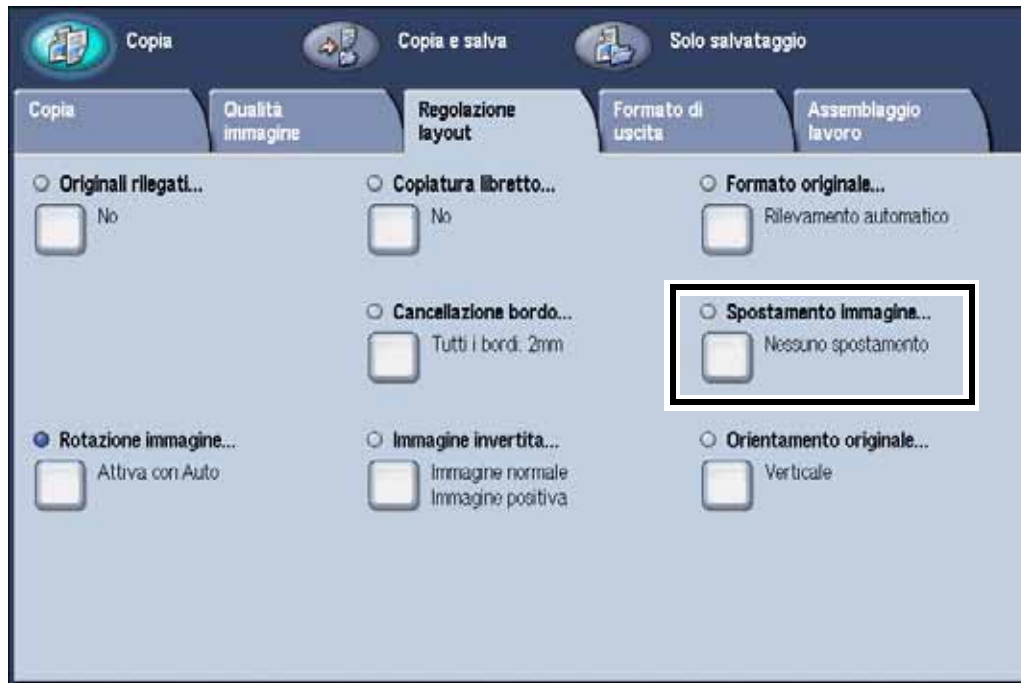 Copia
Copia e salva
Solo salvataggio
Copia
Qualità
immagine
Regolazione
layout
Formato di
uscita
Assemblaggio
lavoro
Originali rilegati...
No
Copiatura libretto...
No
Formato originale...
Rilevamento automatico
Cancellazione bordo...
Tutti i bordi: 2mm
Spostamento immagine...
Nessuno spostamento
Rotazione immagine...
Attiva con Auto
Immagine invertita...
Immagine normale
Immagine positiva
Orientamento originale...
Verticale